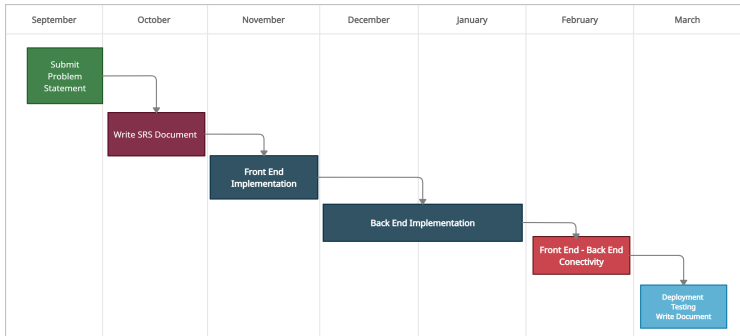 September
October
November
December
January
February
March
Submit
Problem
Statement
Write SRS Document
Front End
Implementation
Back End Implementation
Front End - Back End
Conectivity
Deployment
Testing
Write Document